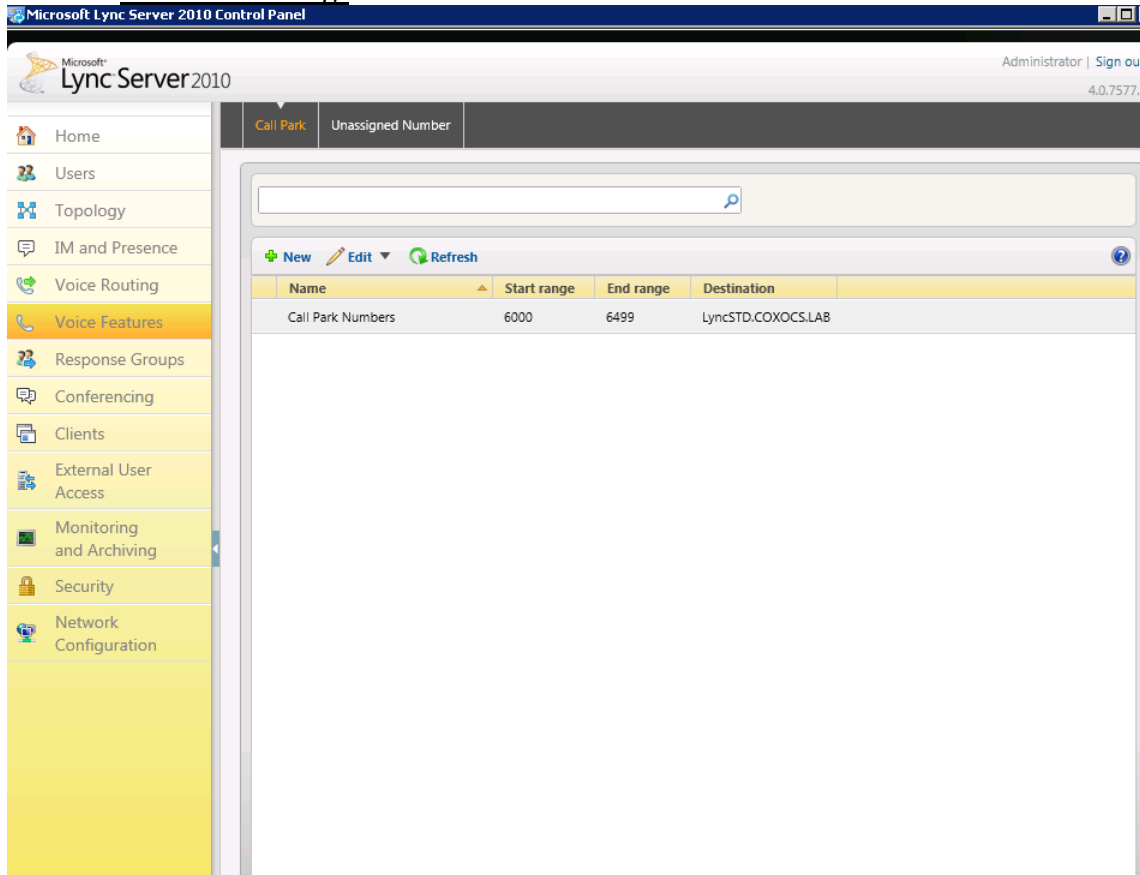 Microsoft Lync Server 2010 Control Panel
Microsoft®
Lync Server 2010
Administrator | Sign ou
4.0.7577.
Home
Users
Topology
IM and Presence
Voice Routing
Voice Features
Response Groups
Conferencing
Clients
External User
Access
Monitoring
and Archiving
Security
Network
Configuration
Call Park
Unassigned Number
New Edit Refresh
Name Start range End range Destination
Call Park Numbers 6000 6499 LyncSTD.COXOCS.LAB